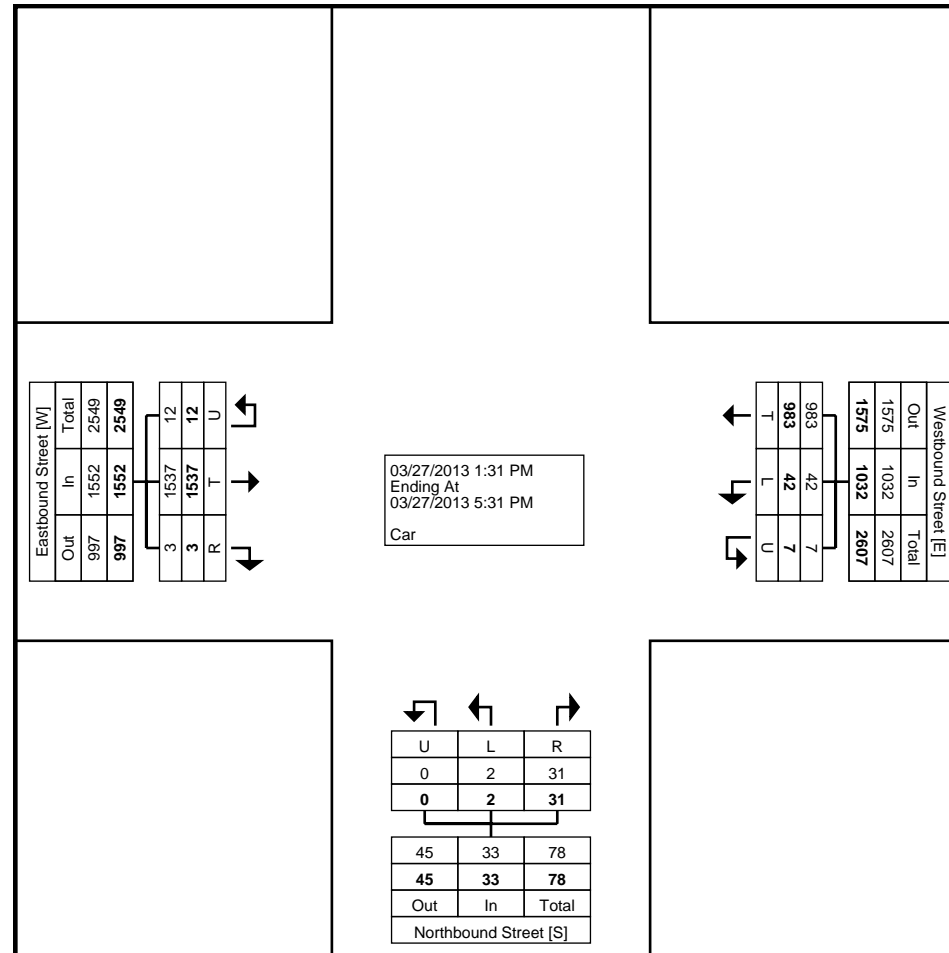 Eastbound Street [W]
Total In Out
2549 1552 997
2549 1552 997
12 1537 3
12 1537 3
U T R
03/27/2013 1:31 PM
Ending At
03/27/2013 5:31 PM
Car
Westbound Street [E]
Out In Total
1575 1032 2607
1575 1032 2607
983 42 7
983 42 7
T L U
U L R
0 2 31
0 2 31
45 33 78
45 33 78
Out In Total
Northbound Street [S]